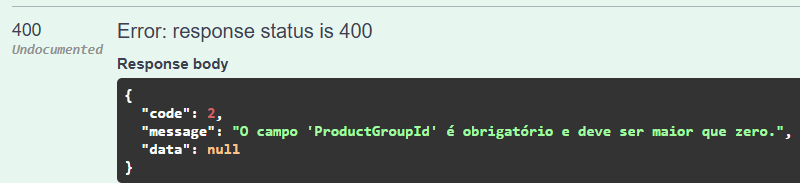 400
Undocumented
Error: response status is 400
Response body
{
"code": 2,
"message": "O campo 'ProductGroupId' é obrigatório e deve ser maior que zero.",
"data": null
}